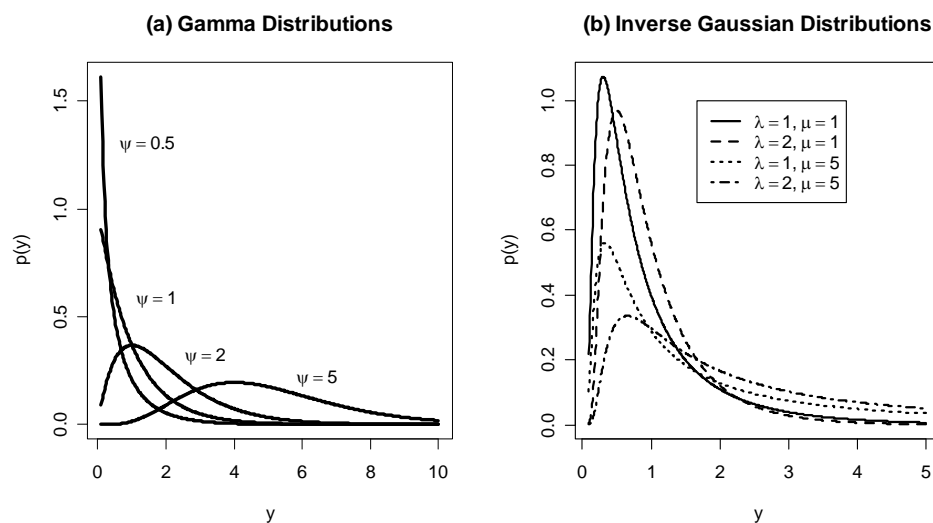 (a) Gamma Distributions
p(y)
1.5
1.0
0.5
0.0
ψ = 0.5
ψ = 1
ψ = 2
ψ = 5
0 2 4 6 8 10
y
(b) Inverse Gaussian Distributions
p(y)
1.0
0.8
0.6
0.4
0.2
0.0
λ = 1, μ = 1
λ = 2, μ = 1
λ = 1, μ = 5
λ = 2, μ = 5
0 1 2 3 4 5
y